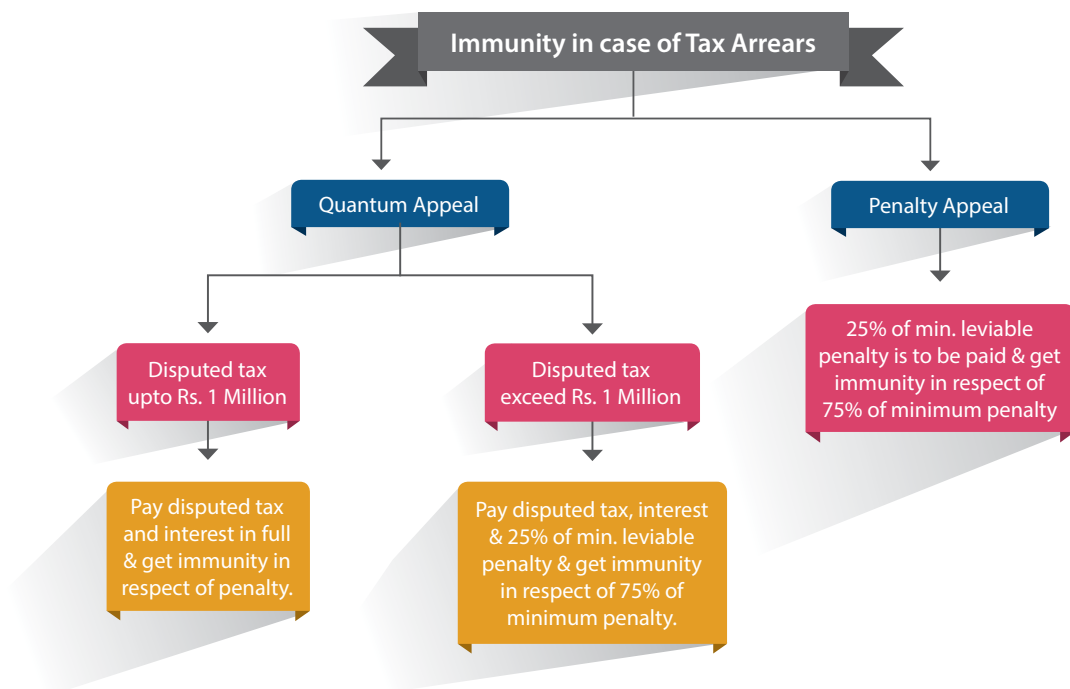 Immunity in case of Tax Arrears
Quantum Appeal
Penalty Appeal
Disputed tax
upto Rs. 1 Million
Disputed tax
exceed Rs. 1 Million
25% of min. leviable
penalty is to be paid & get
immunity in respect of
75% of minimum penalty
Pay disputed tax
and interest in full
& get immunity in
respect of penalty.
Pay disputed tax, interest
& 25% of min. leviable
penalty & get immunity
in respect of 75% of
minimum penalty.